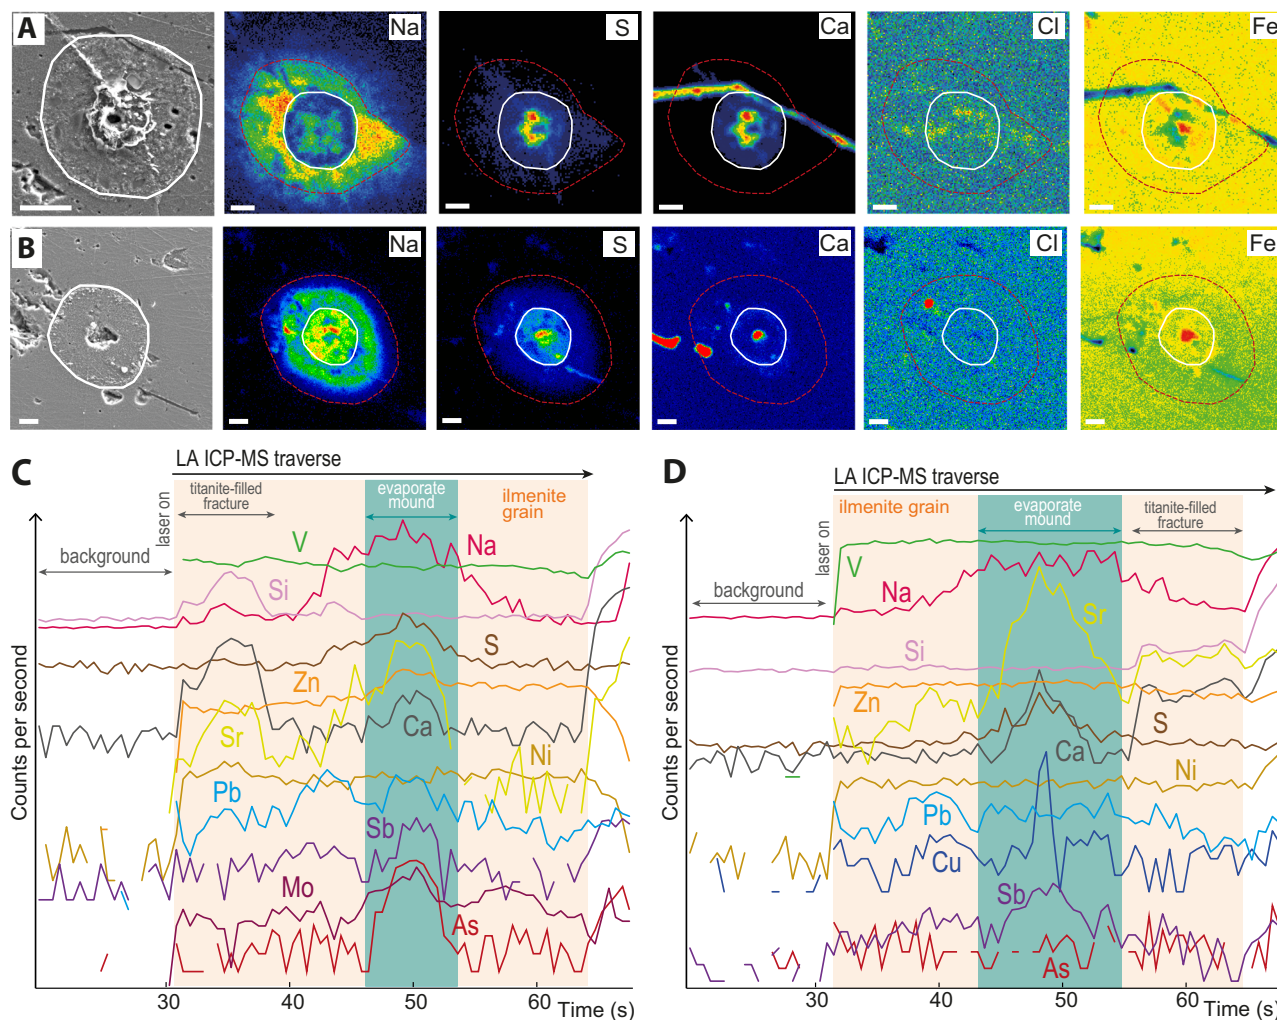 A
Na
S
Ca
Cl
Fe
B
Na
S
Ca
Cl
Fe
C
LA ICP-MS traverse
laser on
titanite-filled
fracture
evaporate
mound
ilmenite
grain
background
V
Na
Si
S
Zn
Ca
Sr
Ni
Pb
Sb
Mo
As
Counts per second
30
40
50
60
Time (s)
D
LA ICP-MS traverse
laser on
ilmenite grain
evaporate
mound
titanite-filled
fracture
background
V
Na
Sr
Si
Zn
S
Ca
Ni
Pb
Cu
Sb
As
Counts per second
30
40
50
60
Time (s)